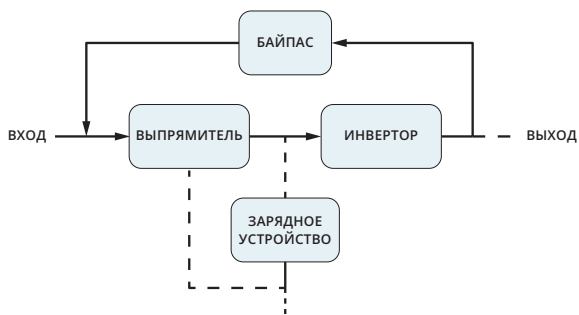 БАЙПАС
ВХОД
ВЫПРЯМИТЕЛЬ
ИНВЕРТОР
ВЫХОД
ЗАРЯДНОЕ
УСТРОЙСТВО